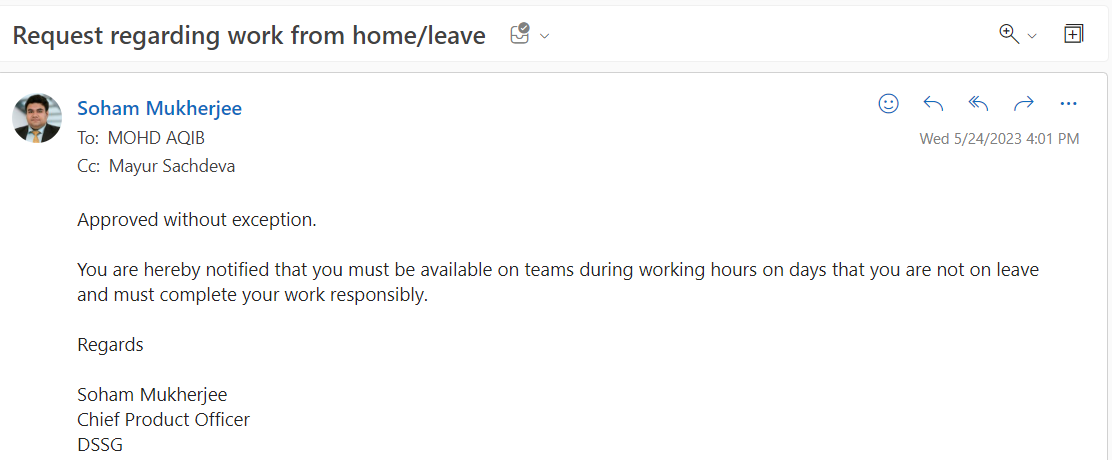 Request regarding work from home/leave
Soham Mukherjee
To: MOHD AQIB
Wed 5/24/2023 4:01 PM
Cc: Mayur Sachdeva
Approved without exception.
You are hereby notified that you must be available on teams during working hours on days that you are not on leave
and must complete your work responsibly.
Regards
Soham Mukherjee
Chief Product Officer
DSSG